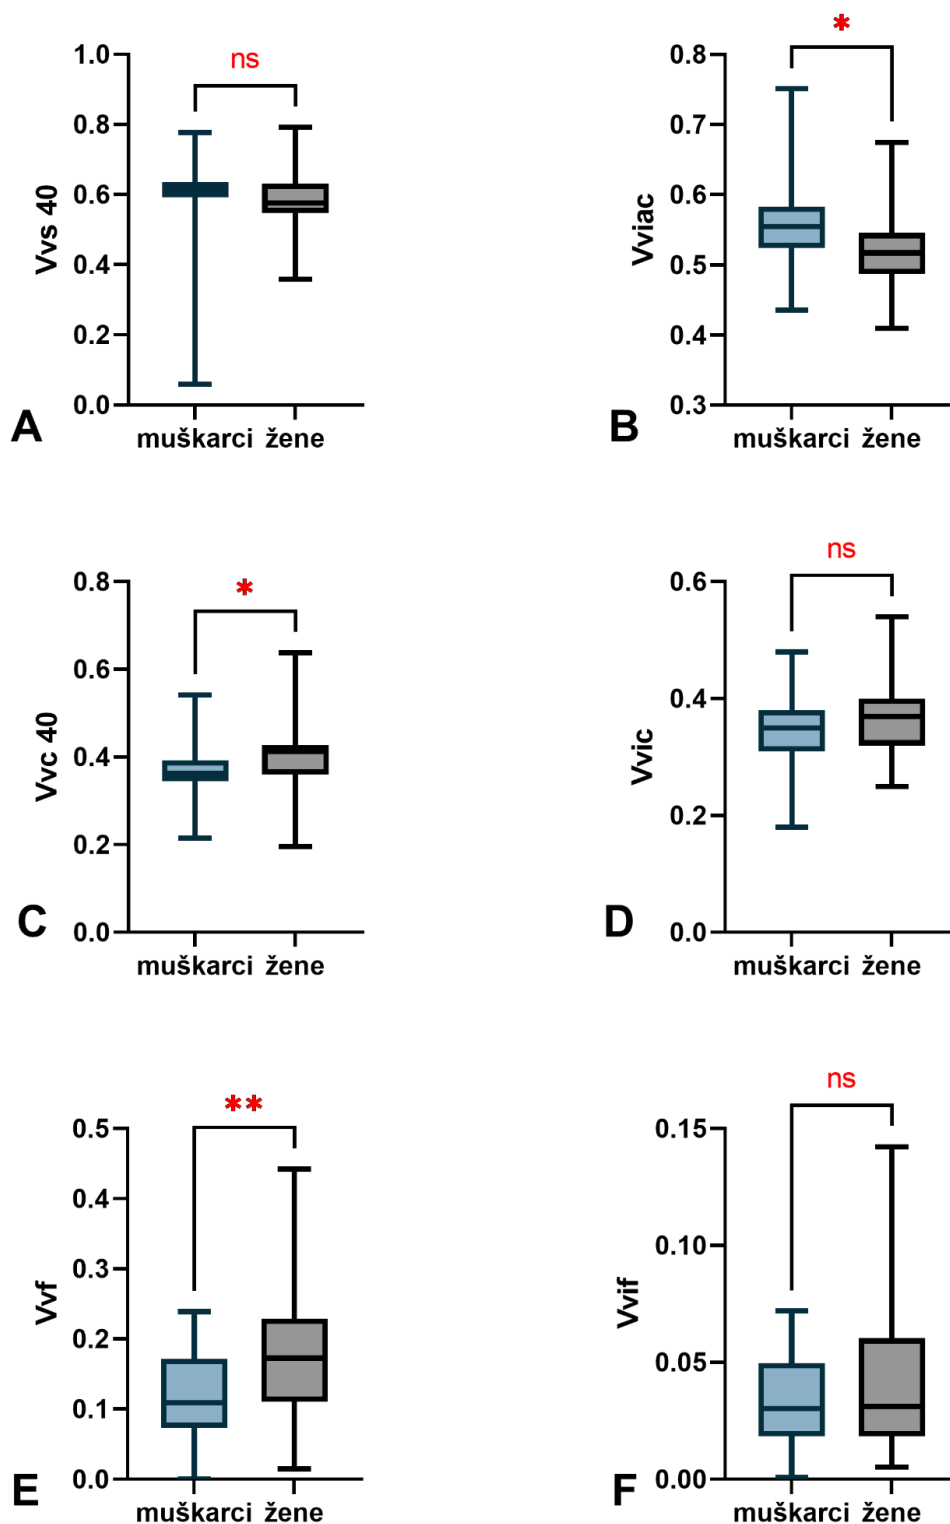 ns
1.0
0.8
0.6
0.4
0.2
0.0
Vvs 40
muškarci žene
A
*
0.8
0.7
0.6
0.5
0.4
0.3
Vviac
muškarci žene
B
*
0.8
0.6
0.4
0.2
0.0
Vvc 40
muškarci žene
C
ns
0.6
0.4
0.2
0.0
Vvic
muškarci žene
D
**
0.5
0.4
0.3
0.2
0.1
0.0
Vvf
muškarci žene
E
ns
0.15
0.10
0.05
0.00
Vvif
muškarci žene
F